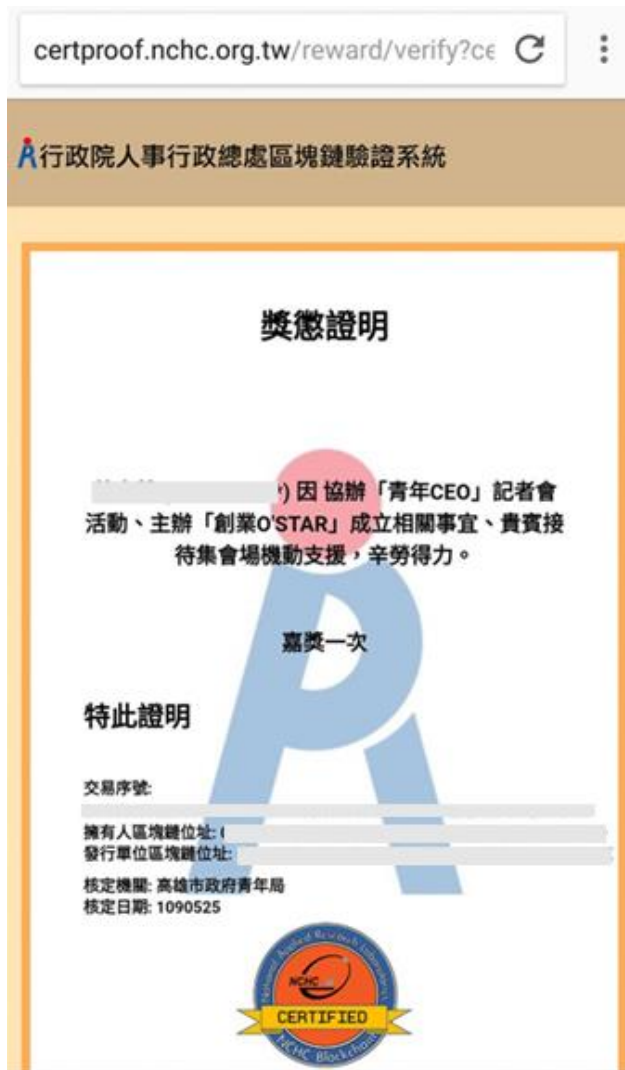 certproof.nchc.org.tw/reward/verify?ce
行政院人事行政總處區塊鏈驗證系統
獎懲證明
) 因 協辦「青年CEO」記者會
活動、主辦「創業O'STAR」成立相關事宜、貴賓接
待集會場機動支援，辛勞得力。
嘉獎一次
特此證明
交易序號:
擁有人區塊鏈位址:
發行單位區塊鏈位址:
核定機關: 高雄市政府青年局
核定日期: 1090525
National Applied Research Laboratories
NCHC
CERTIFIED
NCHC Blockchain